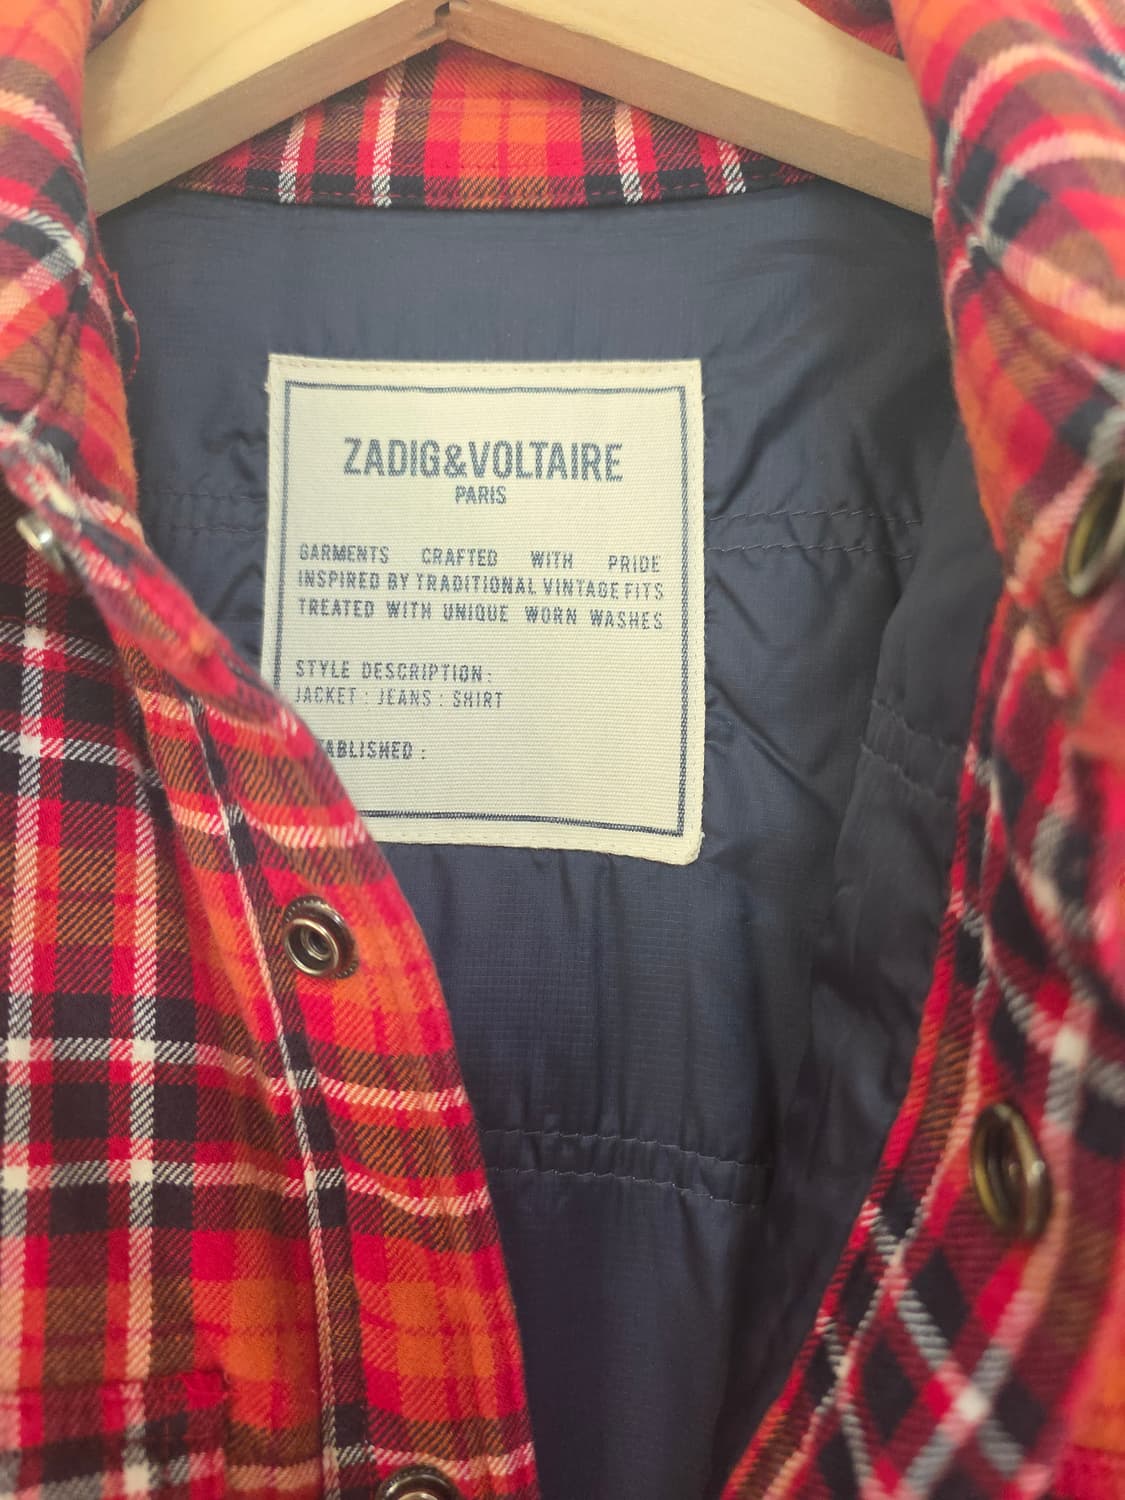 ZADIG&VOLTAIRE
PARIS
GARMENTS CRAFTED WITH PRIDE
INSPIRED BY TRADITIONAL VINTAGE FITS
TREATED WITH UNIQUE WORN WASHES
STYLE DESCRIPTION:
JACKET : JEANS : SHIRT
TABLISHED :